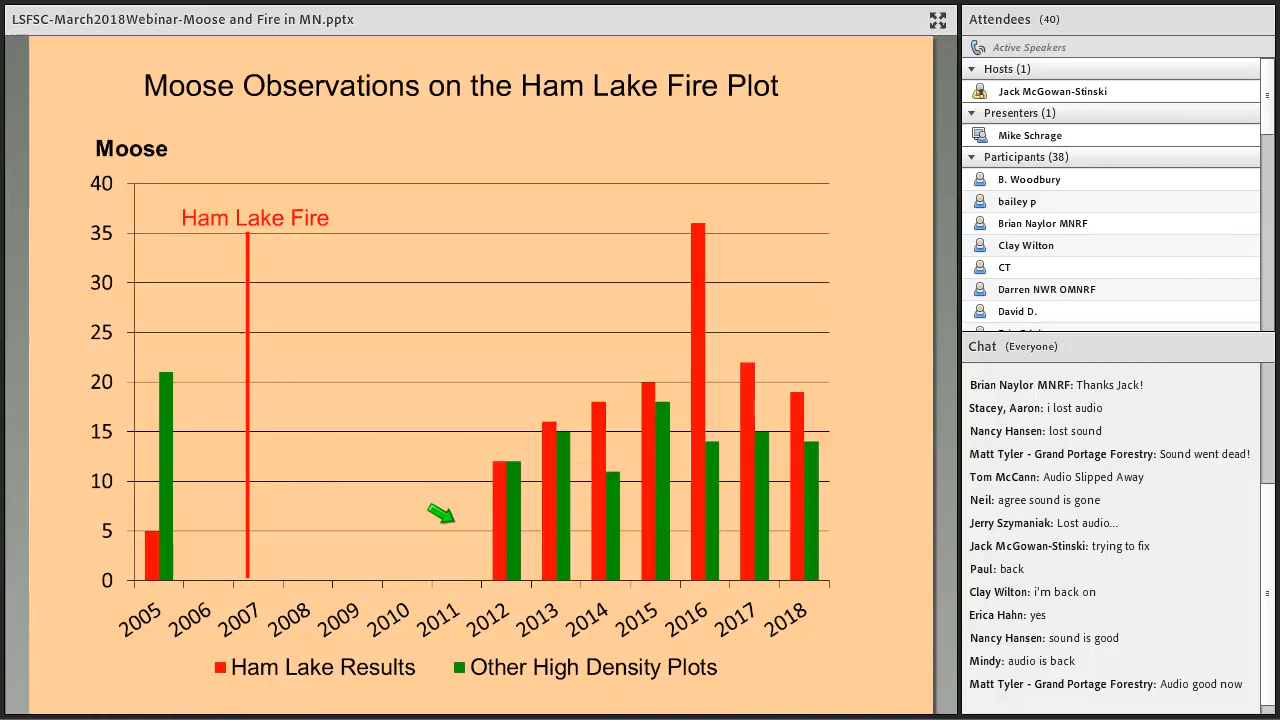 LSFSC-March2018Webinar-Moose and Fire in MN.pptx
Moose Observations on the Ham Lake Fire Plot
Moose
40
35
30
25
20
15
10
5
0
Ham Lake Fire
2005 2006 2007 2008 2009 2010 2011 2012 2013 2014 2015 2016 2017 2018
Ham Lake Results Other High Density Plots
Attendees (40)
Active Speakers
Hosts (1)
Jack McGowan-Stinski
Presenters (1)
Mike Schrage
Participants (38)
B. Woodbury
bailey p
Brian Naylor MNRF
Clay Wilton
CT
Darren NWR OMNRF
David D.
Chat (Everyone)
Brian Naylor MNRF: Thanks Jack!
Stacey, Aaron: i lost audio
Nancy Hansen: lost sound
Matt Tyler - Grand Portage Forestry: Sound went dead!
Tom McCann: Audio Slipped Away
Neil: agree sound is gone
Jerry Szymaniak: Lost audio...
Jack McGowan-Stinski: trying to fix
Paul: back
Clay Wilton: i'm back on
Erica Hahn: yes
Nancy Hansen: sound is good
Mindy: audio is back
Matt Tyler - Grand Portage Forestry: Audio good now